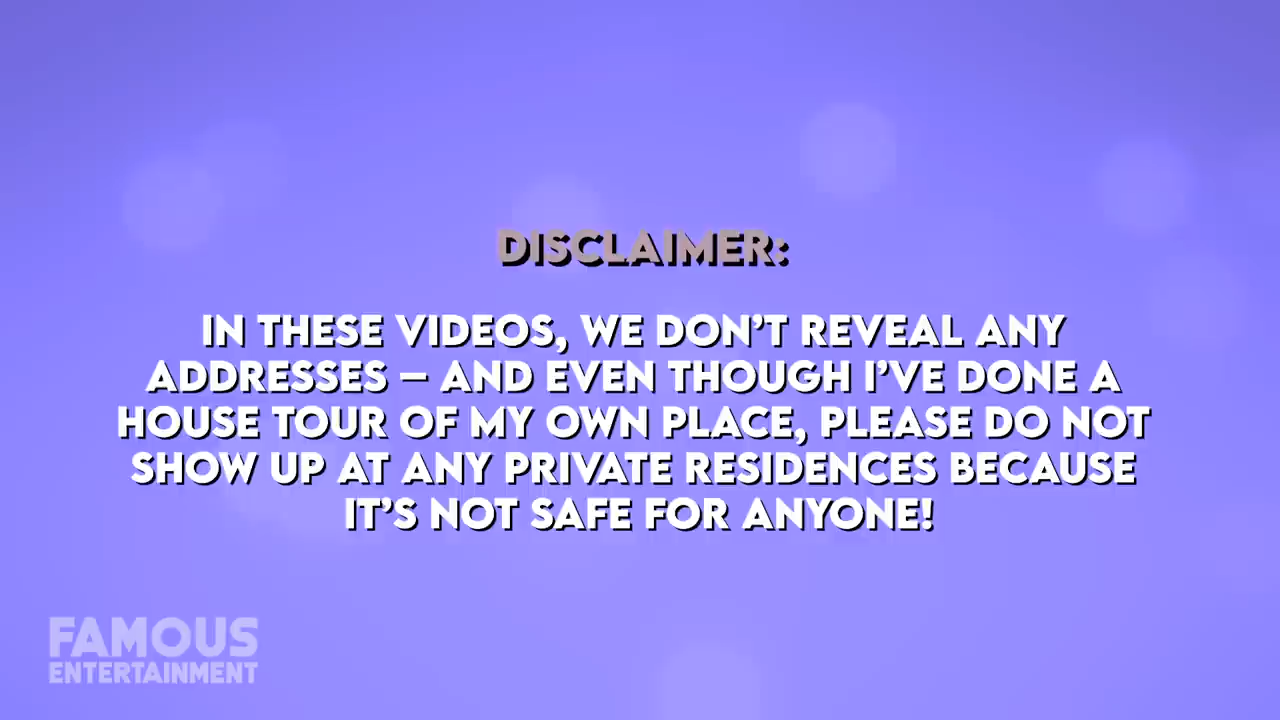 DISCLAIMER:
IN THESE VIDEOS, WE DON'T REVEAL ANY
ADDRESSES – AND EVEN THOUGH I'VE DONE A
HOUSE TOUR OF MY OWN PLACE, PLEASE DO NOT
SHOW UP AT ANY PRIVATE RESIDENCES BECAUSE
IT'S NOT SAFE FOR ANYONE!
FAMOUS
ENTERTAINMENT